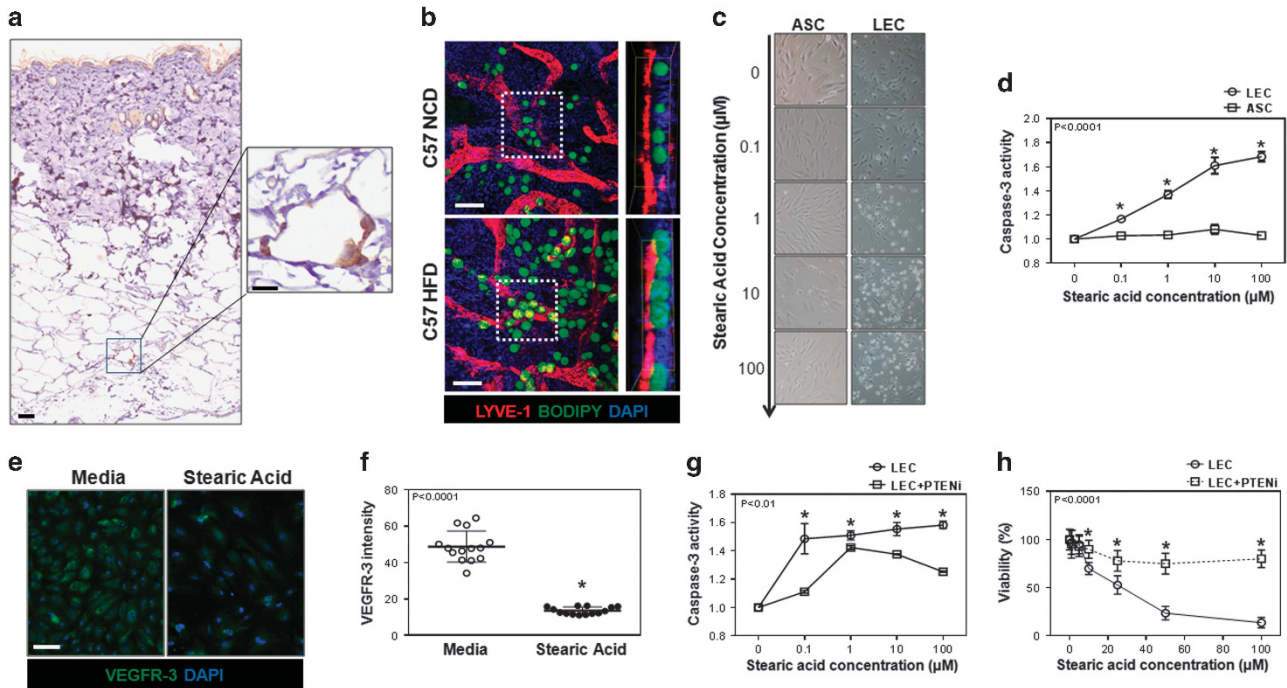 a
b
C57 NCD
C57 HFD
LYVE-1 BODIPY DAPI
c
ASC LEC
Stearic Acid Concentration (µM)
0
0.1
1
10
100
d
LEC
ASC
P<0.0001
Caspase-3 activity
2.0
1.8
1.6
1.4
1.2
1.0
0.8
* * * *
0 0.1 1 10 100
Stearic acid concentration (µM)
e
Media Stearic Acid
VEGFR-3 DAPI
f
P<0.0001
VEGFR-3 intensity
80
60
40
20
0
*
Media Stearic Acid
g
LEC
LEC+PTENi
P<0.01
Caspase-3 activity
1.8
1.6
1.4
1.2
1.0
0.8
* * * *
0 0.1 1 10 100
Stearic acid concentration (µM)
h
LEC
LEC+PTENi
P<0.0001
Viability (%)
150
100
50
0
* * * *
0 20 40 60 80 100
Stearic acid concentration (µM)